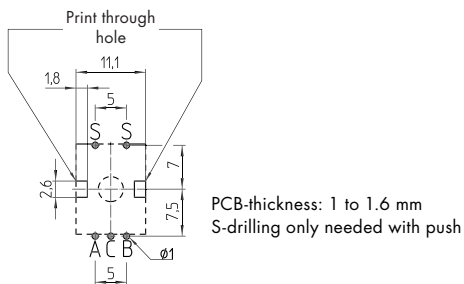 Print through
hole
11,1
1,8
5
S S
7
2,6
7.5
PCB-thickness: 1 to 1.6 mm
S-drilling only needed with push
A C B ø1
5